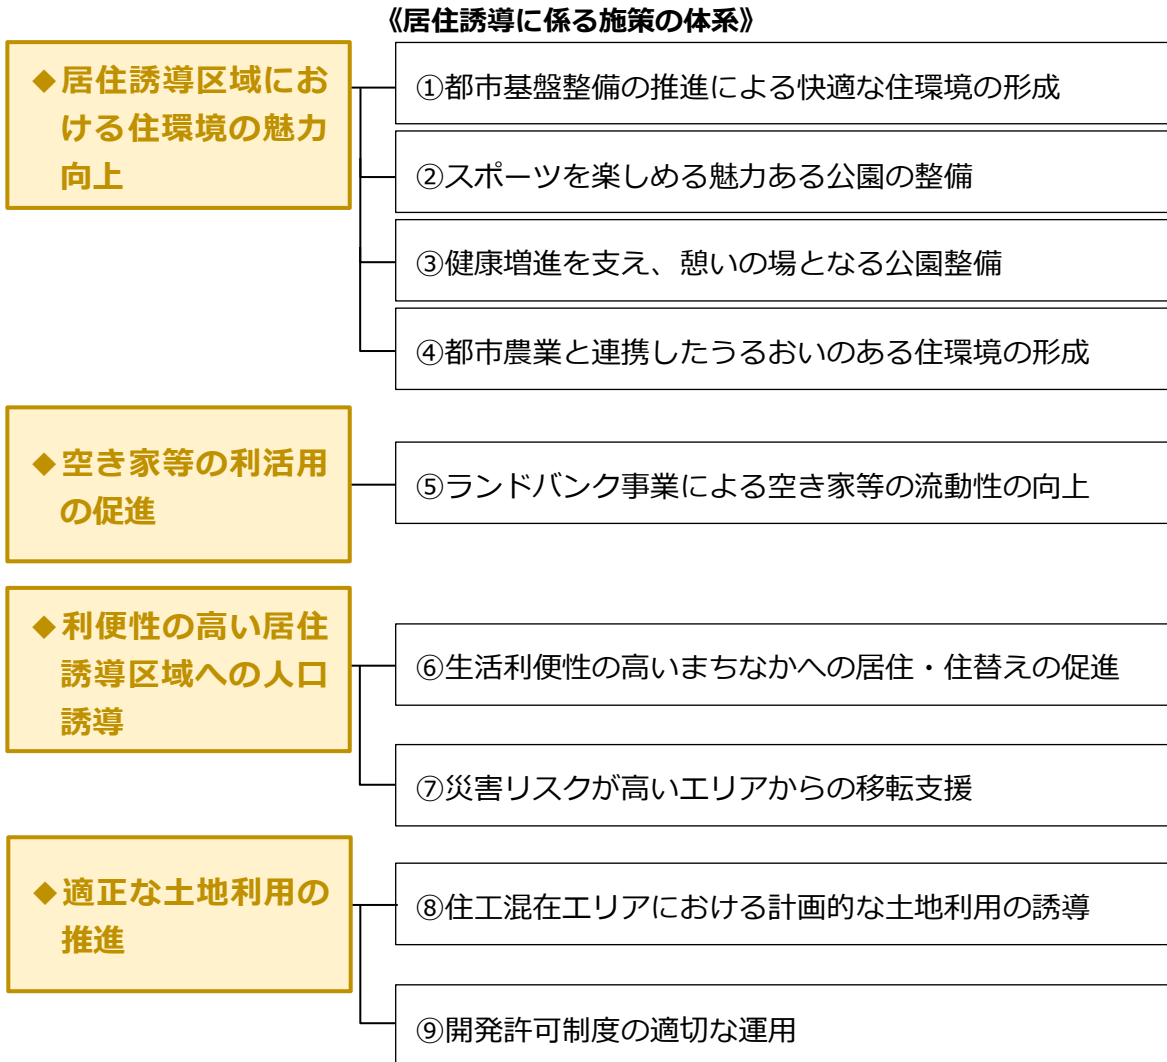 《居住誘導に係る施策の体系》
◆居住誘導区域にお
ける住環境の魅力
向上
①都市基盤整備の推進による快適な住環境の形成
②スポーツを楽しめる魅力ある公園の整備
③健康増進を支え、憩いの場となる公園整備
④都市農業と連携したうるおいのある住環境の形成
◆空き家等の利活用
の促進
⑤ランドバンク事業による空き家等の流動性の向上
◆利便性の高い居住
誘導区域への人口
誘導
⑥生活利便性の高いまちなかへの居住・住替えの促進
⑦災害リスクが高いエリアからの移転支援
◆適正な土地利用の
推進
⑧住工混在エリアにおける計画的な土地利用の誘導
⑨開発許可制度の適切な運用